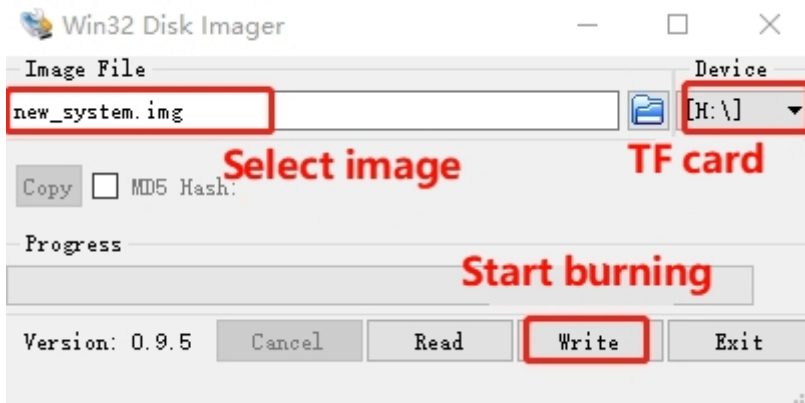 Win32 Disk Imager
Image File
Device
new_system.img
[H:\]
Select image
TF card
Copy
MD5 Hash:
Progress
Start burning
Version: 0.9.5
Cancel
Read
Write
Exit